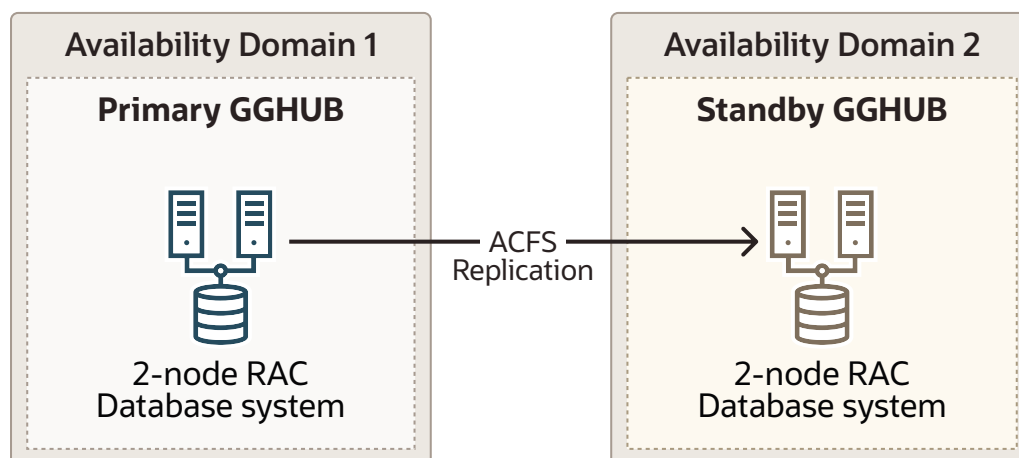 Availability Domain 1
Primary GGHUB
2-node RAC
Database system
ACFS
Replication
Availability Domain 2
Standby GGHUB
2-node RAC
Database system